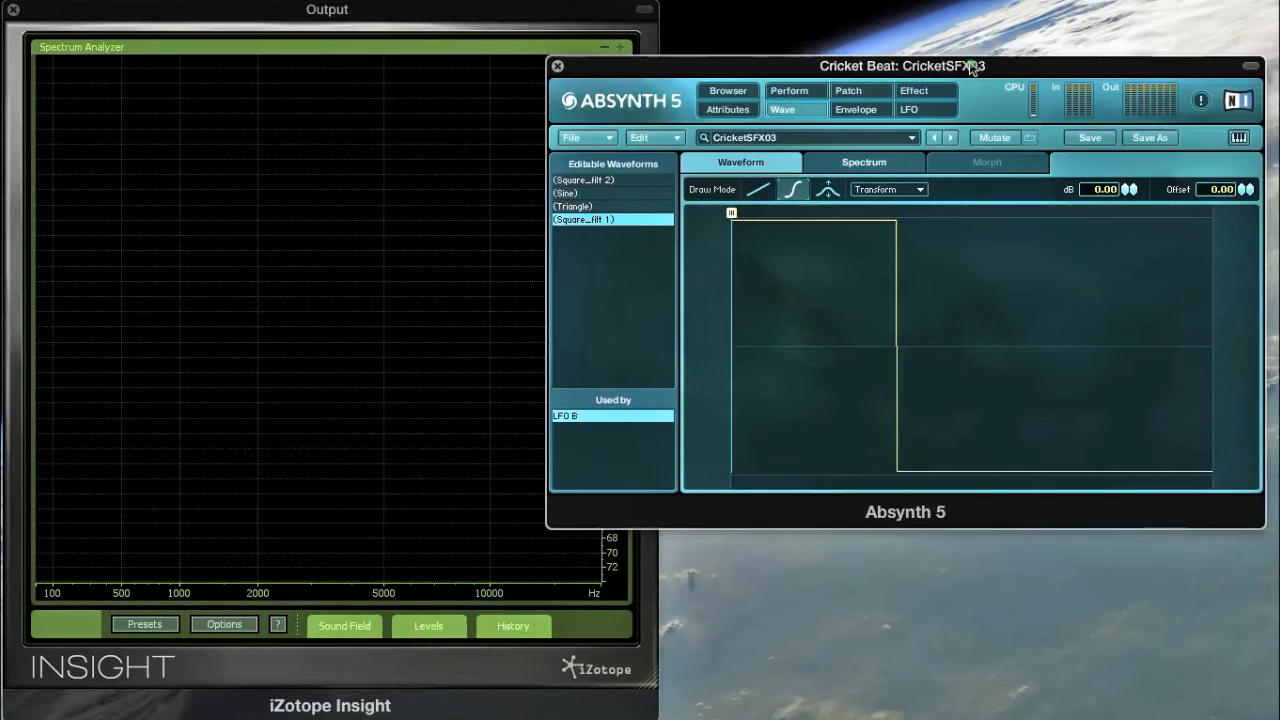 Output
Spectrum Analyzer
68
70
72
100 500 1000 2000 5000 10000 Hz
Presets Options ? Sound Field Levels History
INSIGHT
iZotope
iZotope Insight
Cricket Beat: CricketSFX03
ABSYNTH 5
Browser Perform Patch Effect
Attributes Wave Envelope LFO
CPU In Out ! NI
File Edit CricketSFX03 Mutate Save Save As
Editable Waveforms
(Square_filt 2)
(Sine)
(Triangle)
(Square_filt 1)
Used by
LFO B
Waveform Spectrum Morph
Draw Mode Transform dB 0.00 Offset 0.00
Absynth 5